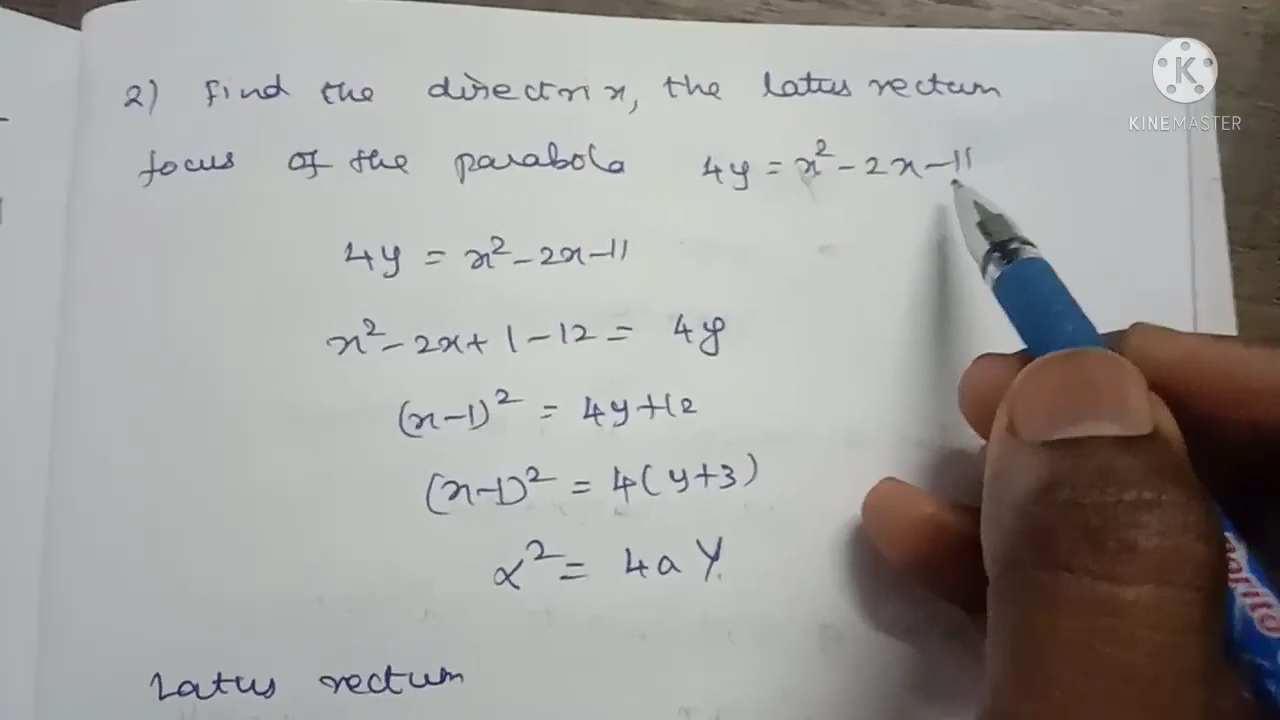 K
KINEMASTER
2) Find the directrix, the latus rectum
focus of the parabola 4y = x² - 2x - 11
4y = x² - 2x - 11
x² - 2x + 1 - 12 = 4y
(x-1)² = 4y+12
(x-1)² = 4(y+3)
x² = 4aY.
Latus rectum